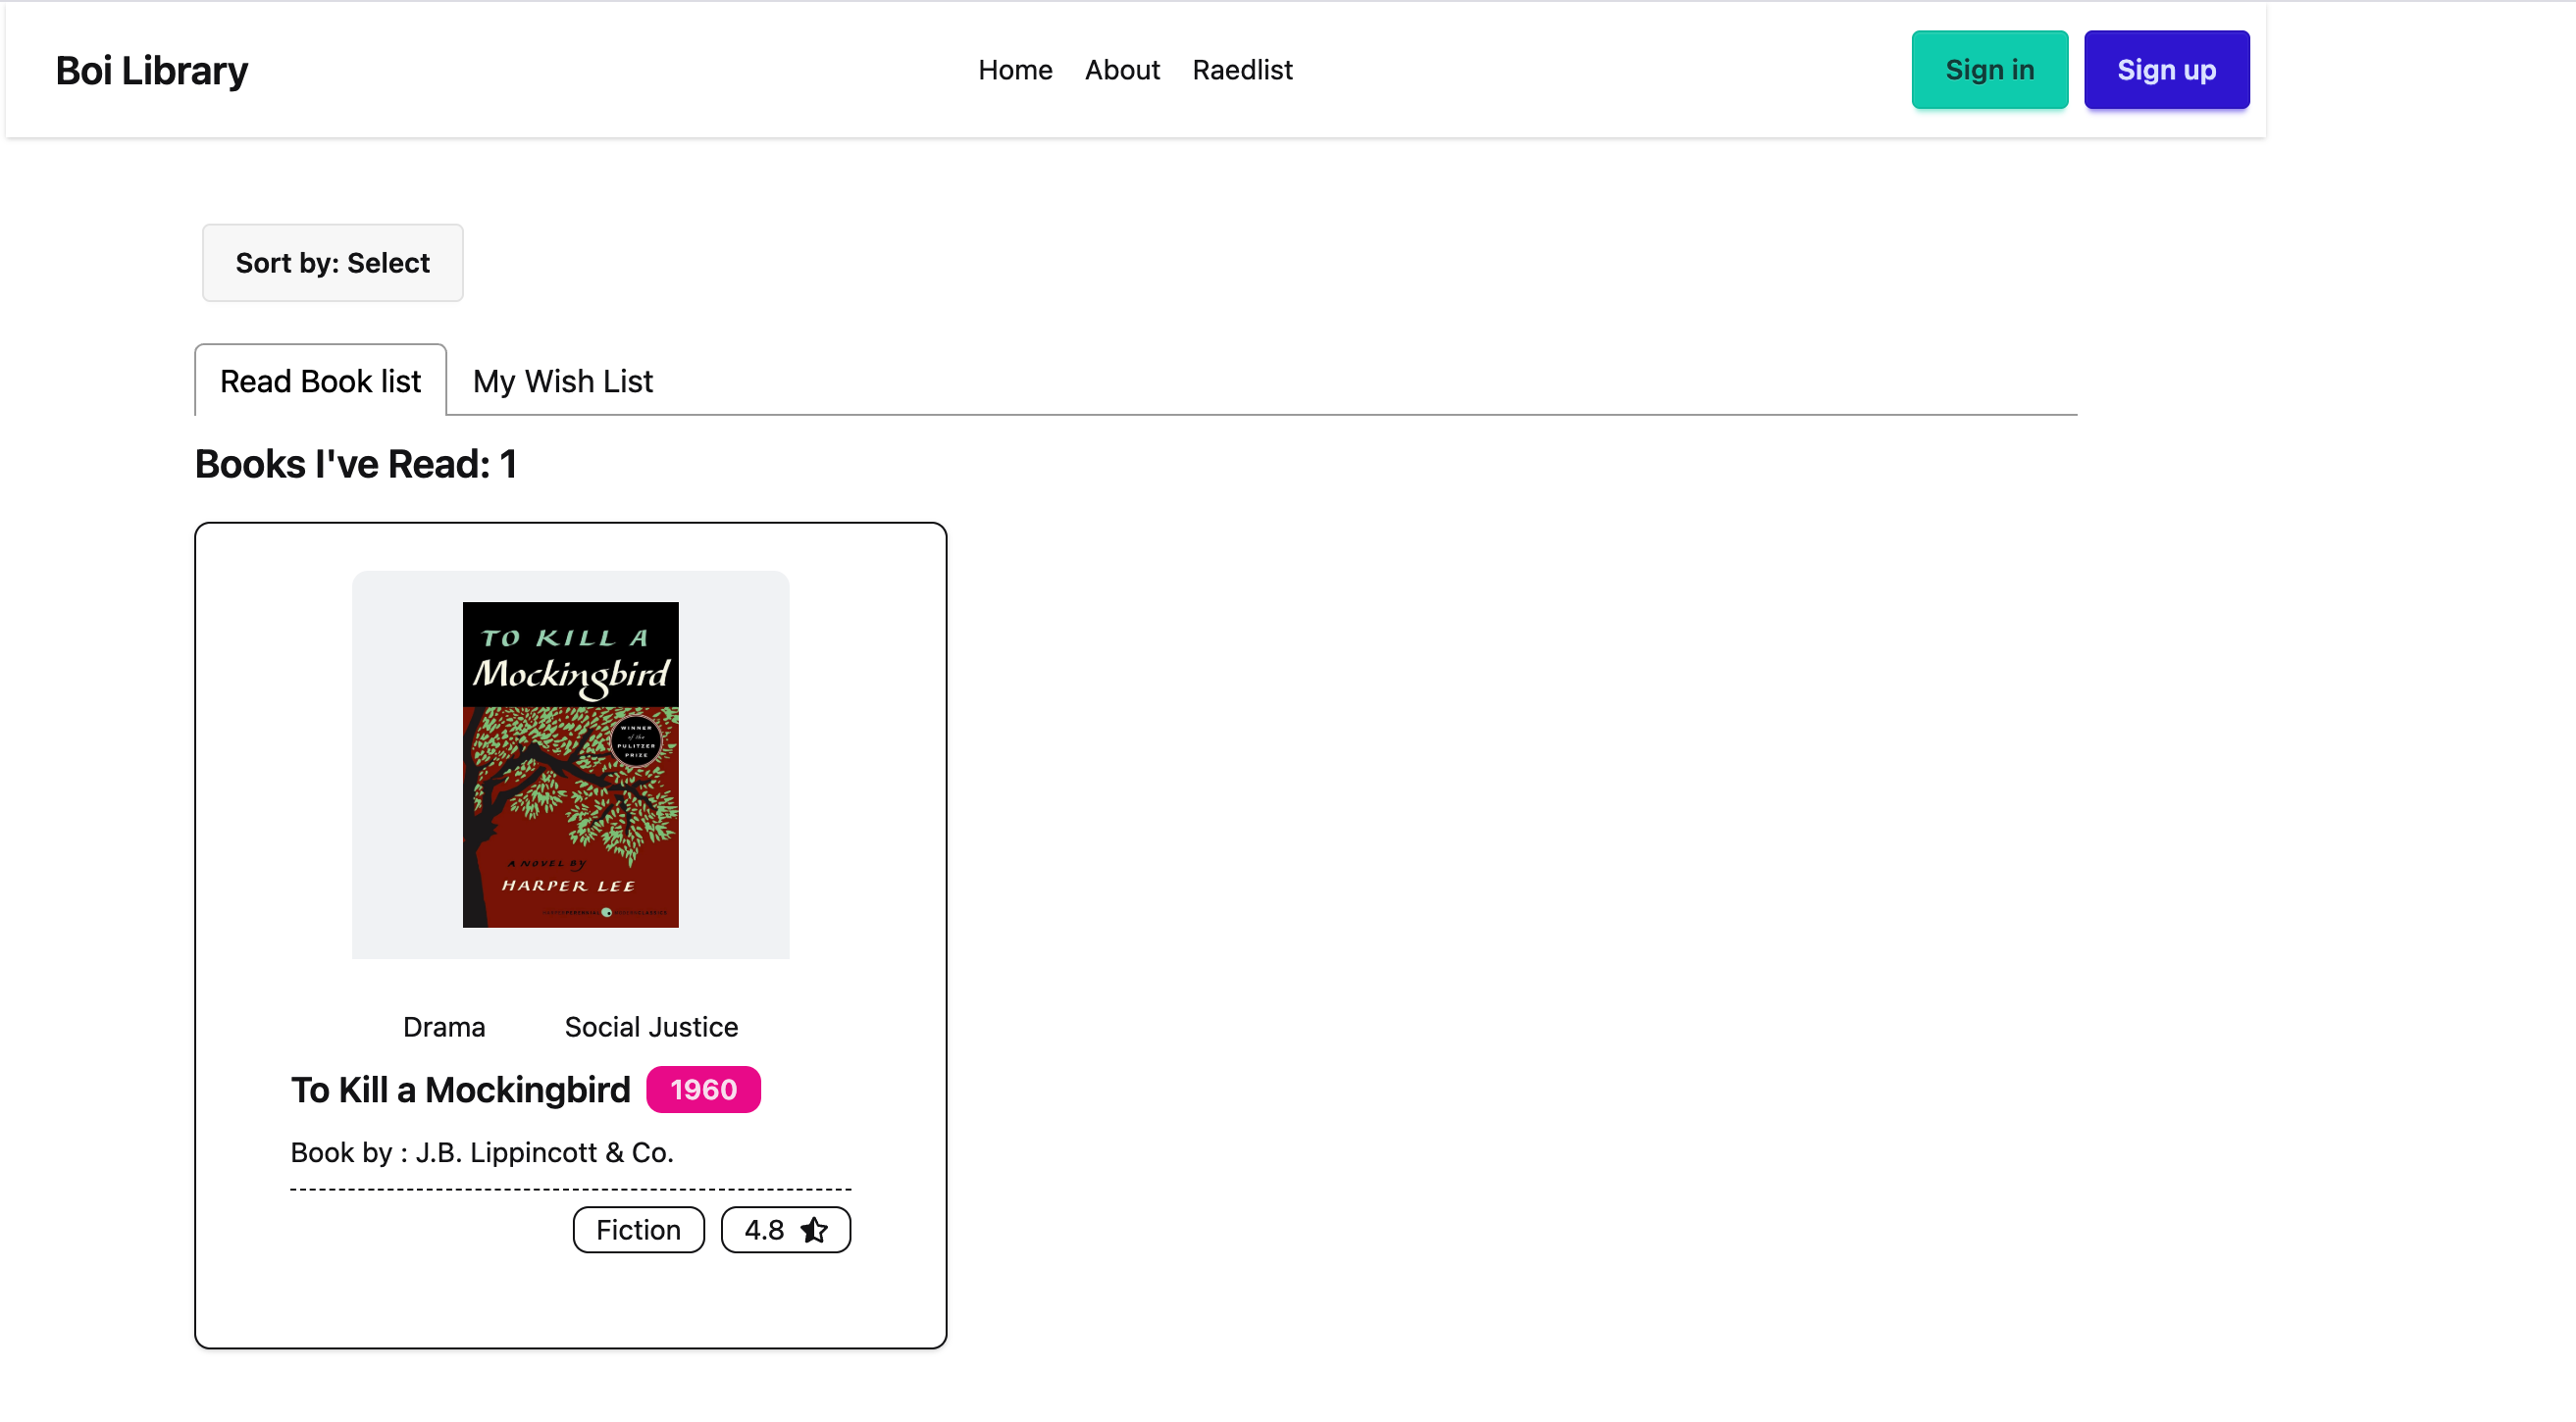 Boi Library
Home About Raedlist
Sign in Sign up
Sort by: Select
Read Book list My Wish List
Books I've Read: 1
TO KILL A
Mockingbird
WINNER
of the
PULITZER
PRIZE
A NOVEL BY
HARPER LEE
Drama Social Justice
To Kill a Mockingbird 1960
Book by : J.B. Lippincott & Co.
Fiction 4.8